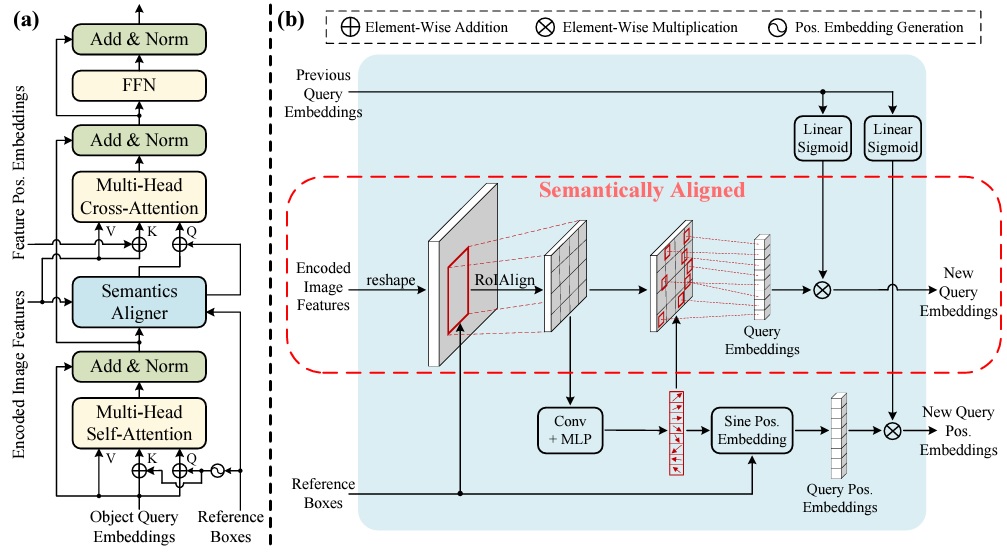 (a)
Add & Norm
FFN
Add & Norm
Multi-Head
Cross-Attention
V
K
Q
Semantics
Aligner
Add & Norm
Multi-Head
Self-Attention
V
K
Q
Object Query
Embeddings
Reference
Boxes
Feature Pos. Embeddings
Encoded Image Features
(b)
Element-Wise Addition
Element-Wise Multiplication
Pos. Embedding Generation
Previous
Query
Embeddings
Linear
Sigmoid
Linear
Sigmoid
Semantically Aligned
Encoded
Image
Features
reshape
RoIAlign
Query
Embeddings
New
Query
Embeddings
Conv
+ MLP
Sine Pos.
Embedding
Query Pos.
Embeddings
New Query
Pos.
Embeddings
Reference
Boxes